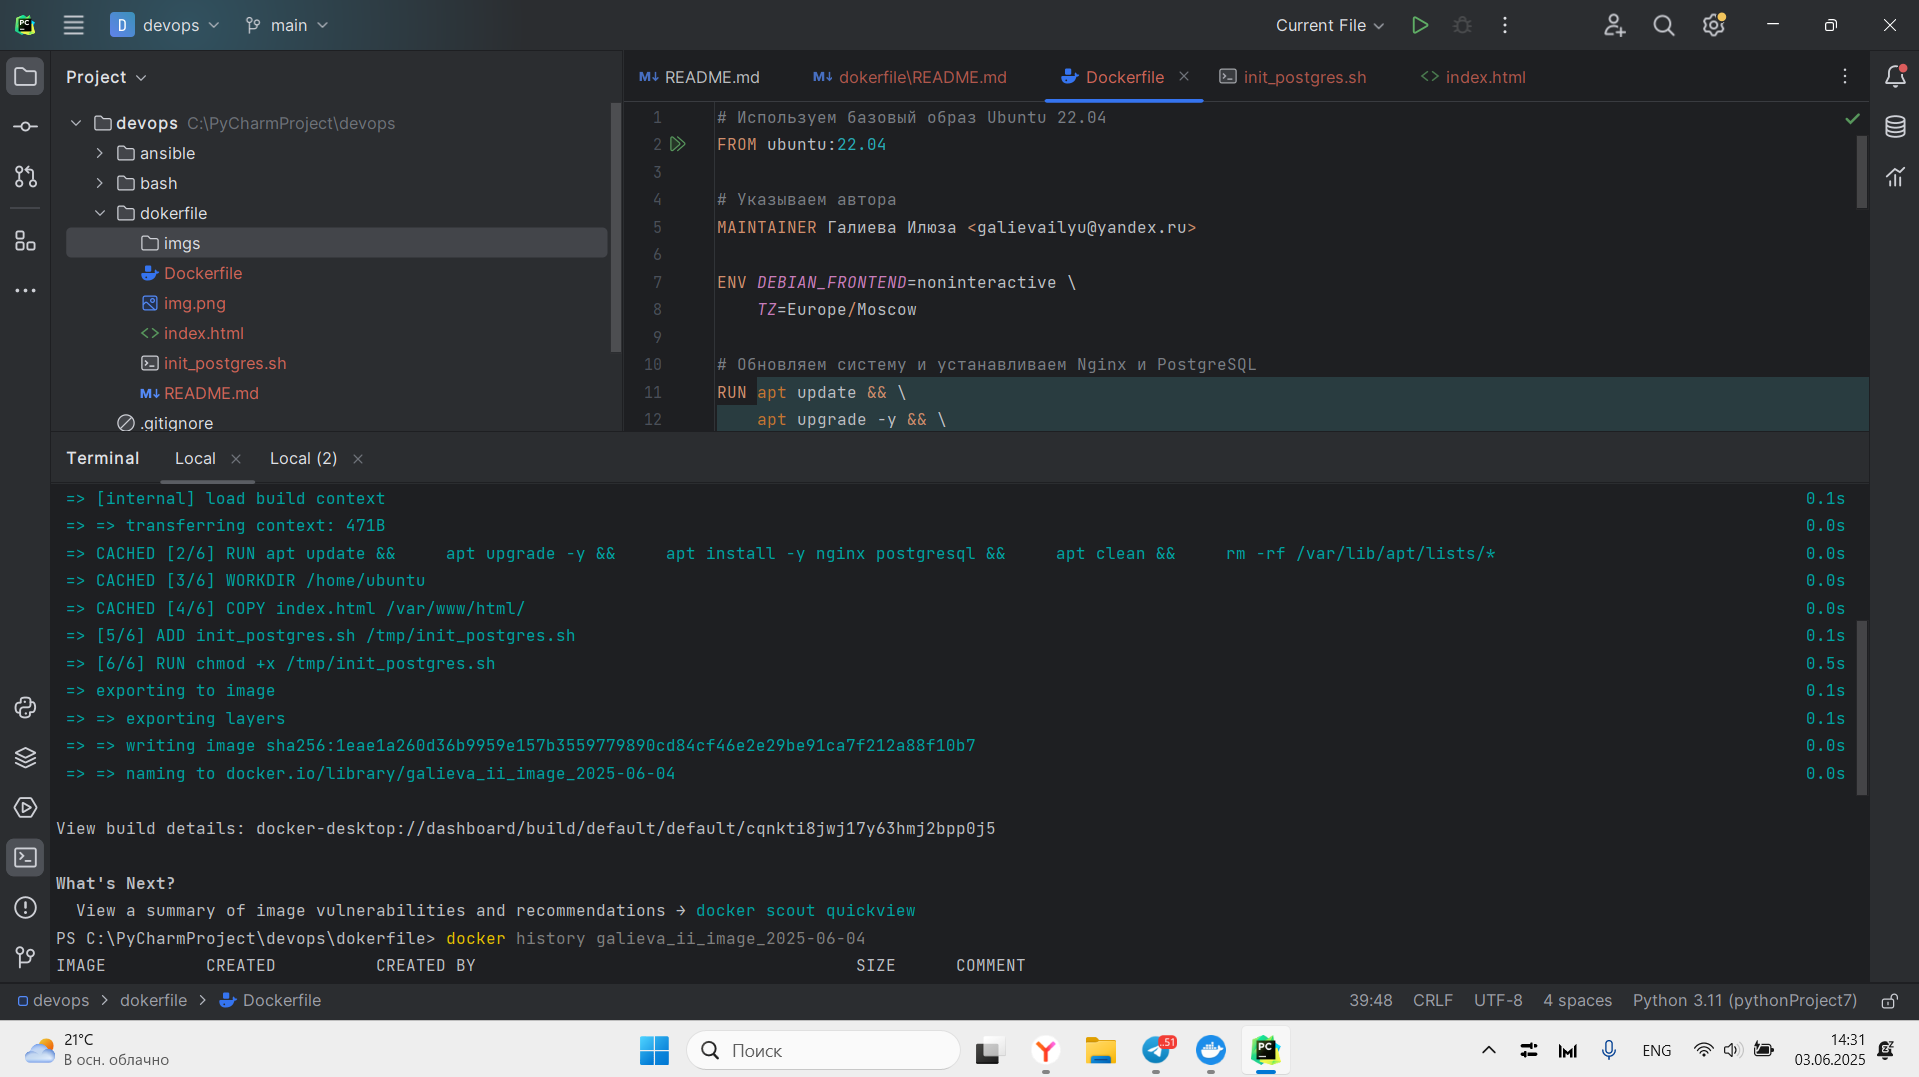 D devops main Current File
Project
devops C:\PyCharmProject\devops
ansible
bash
dokerfile
imgs
Dockerfile
img.png
index.html
init_postgres.sh
M↓ README.md
.gitignore
M↓ README.md M↓ dokerfile\README.md Dockerfile init_postgres.sh <> index.html
1 # Используем базовый образ Ubuntu 22.04
2 FROM ubuntu:22.04
3
4 # Указываем автора
5 MAINTAINER Галиева Илюза <galievailyu@yandex.ru>
6
7 ENV DEBIAN_FRONTEND=noninteractive \
8 TZ=Europe/Moscow
9
10 # Обновляем систему и устанавливаем Nginx и PostgreSQL
11 RUN apt update && \
12 apt upgrade -y && \
Terminal Local Local (2)
=> [internal] load build context 0.1s
=> => transferring context: 471B 0.0s
=> CACHED [2/6] RUN apt update && apt upgrade -y && apt install -y nginx postgresql && apt clean && rm -rf /var/lib/apt/lists/* 0.0s
=> CACHED [3/6] WORKDIR /home/ubuntu 0.0s
=> CACHED [4/6] COPY index.html /var/www/html/ 0.0s
=> [5/6] ADD init_postgres.sh /tmp/init_postgres.sh 0.1s
=> [6/6] RUN chmod +x /tmp/init_postgres.sh 0.5s
=> exporting to image 0.1s
=> => exporting layers 0.1s
=> => writing image sha256:1eae1a260d36b9959e157b3559779890cd84cf46e2e29be91ca7f212a88f10b7 0.0s
=> => naming to docker.io/library/galieva_ii_image_2025-06-04 0.0s
View build details: docker-desktop://dashboard/build/default/default/cqnkti8jwj17y63hmj2bpp0j5
What's Next?
View a summary of image vulnerabilities and recommendations → docker scout quickview
PS C:\PyCharmProject\devops\dokerfile> docker history galieva_ii_image_2025-06-04
IMAGE CREATED CREATED BY SIZE COMMENT
devops > dokerfile > Dockerfile 39:48 CRLF UTF-8 4 spaces Python 3.11 (pythonProject7)
21°C
В осн. облачно
Поиск
51
ENG
14:31
03.06.2025